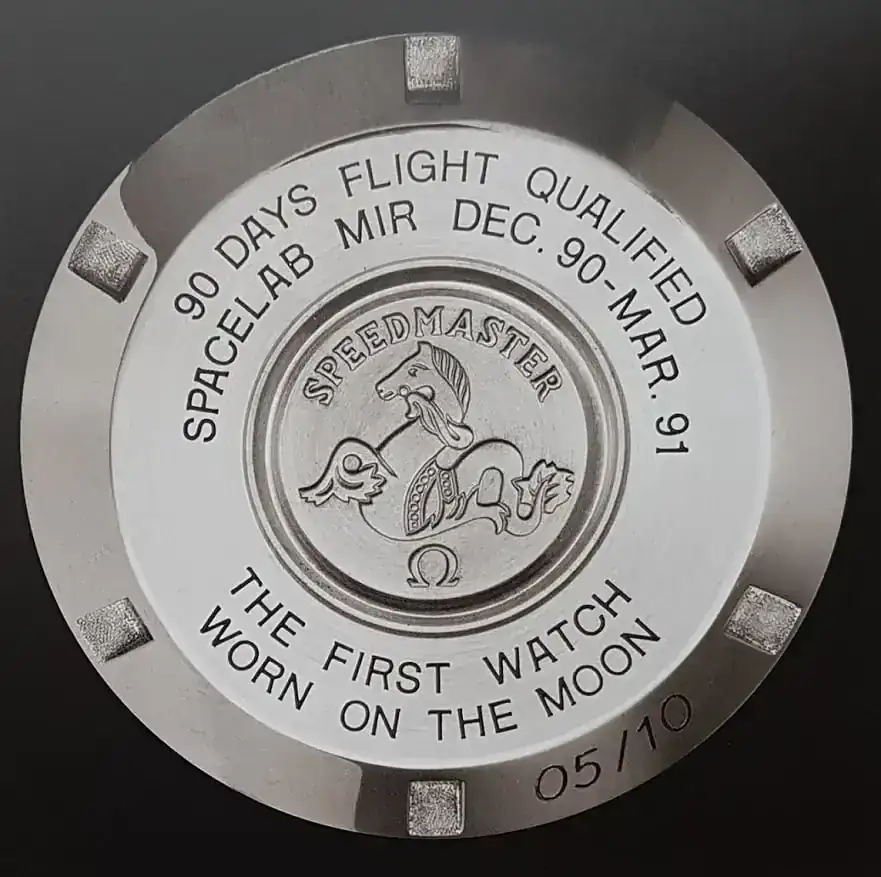 90 DAYS FLIGHT QUALIFIED
SPACELAB MIR DEC. 90-MAR. 91
SPEEDMASTER
Ω
THE FIRST WATCH
WORN ON THE MOON
05/10